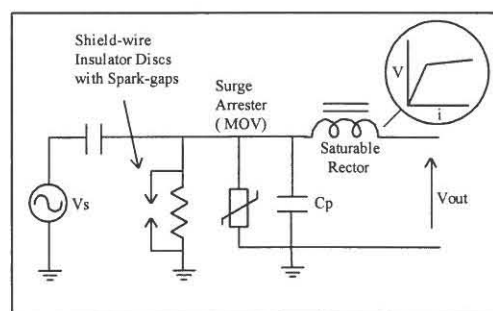 Shield-wire
Insulator Discs
with Spark-gaps
Surge
Arrester
( MOV)
V
i
Saturable
Rector
Vs
Cp
Vout